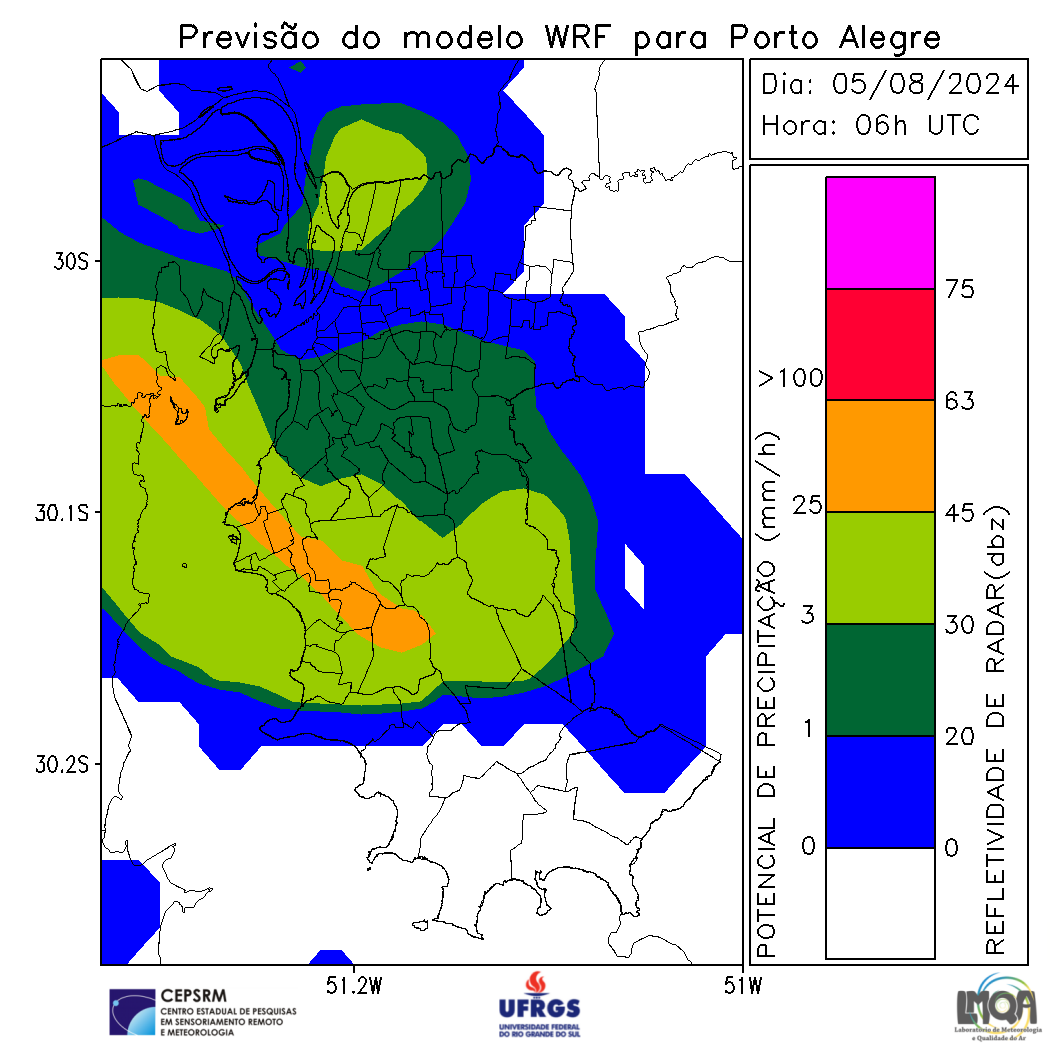 Previsão do modelo WRF para Porto Alegre
Dia: 05/08/2024
Hora: 06h UTC
30S
30.1S
30.2S
51.2W
51W
POTENCIAL DE PRECIPITAÇÃO (mm/h)
>100
25
3
1
0
75
63
45
30
20
0
REFLETIVIDADE DE RADAR(dbz)
CEPSRM
CENTRO ESTADUAL DE PESQUISAS
EM SENSORIAMENTO REMOTO
E METEOROLOGIA
UFRGS
UNIVERSIDADE FEDERAL
DO RIO GRANDE DO SUL
LMQA
Laboratório de Meteorologia
e Qualidade do Ar